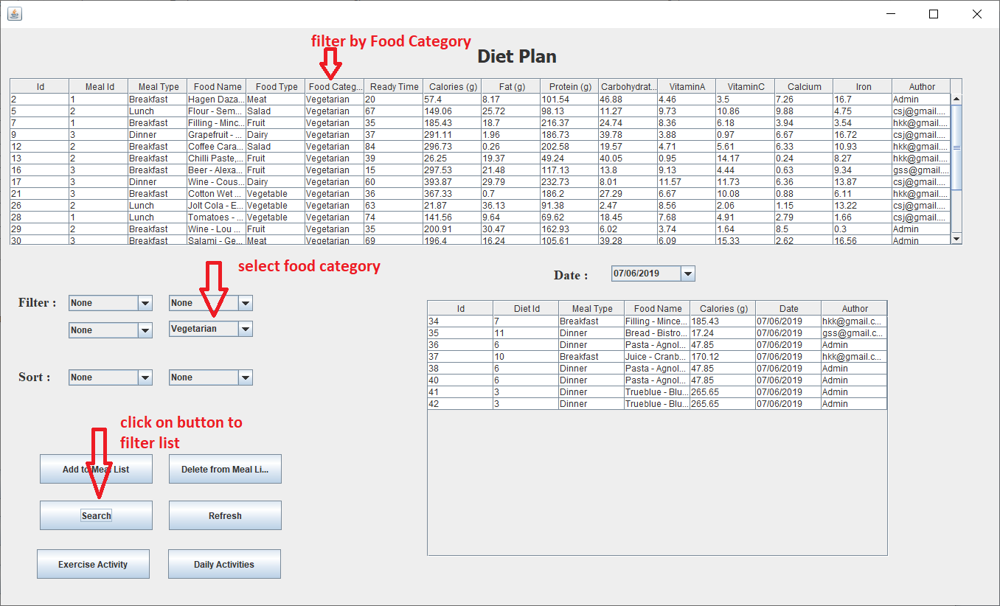 filter by Food Category
Diet Plan
Id Meal Id Meal Type Food Name Food Type Food Categ... Ready Time Calories (g) Fat (g) Protein (g) Carbohydrat... VitaminA VitaminC Calcium Iron Author
2 1 Breakfast Hagen Daza... Meat Vegetarian 20 57.4 8.17 101.54 46.88 4.46 3.5 7.26 16.7 Admin
5 2 Lunch Flour - Sem... Salad Vegetarian 67 149.06 25.72 98.13 11.27 9.73 10.86 9.88 4.75 csj@gmail....
7 1 Breakfast Filling - Minc... Fruit Vegetarian 35 185.43 18.7 216.37 24.74 8.36 6.18 3.94 3.54 hkk@gmail....
9 3 Dinner Grapefruit - ... Dairy Vegetarian 37 291.11 1.96 186.73 39.78 3.88 0.97 6.67 16.72 csj@gmail....
12 2 Breakfast Coffee Cara... Salad Vegetarian 84 296.73 0.26 202.58 19.57 4.71 5.61 6.33 10.93 hkk@gmail....
13 2 Breakfast Chilli Paste,... Fruit Vegetarian 39 26.25 19.37 49.24 40.05 0.95 14.17 0.24 8.27 hkk@gmail....
16 3 Breakfast Beer - Alexa... Fruit Vegetarian 15 297.53 21.48 117.13 13.8 9.13 4.44 0.63 9.34 gss@gmail....
17 3 Dinner Wine - Cous... Dairy Vegetarian 60 393.87 29.79 232.73 8.01 11.57 11.73 6.36 13.87 csj@gmail....
21 3 Breakfast Cotton Wet ... Vegetable Vegetarian 36 367.33 0.7 186.2 27.29 6.67 10.08 0.88 6.11 hkk@gmail....
26 2 Lunch Jolt Cola - E... Vegetable Vegetarian 63 21.87 36.13 91.38 2.47 8.56 2.06 1.15 13.22 csj@gmail....
28 1 Lunch Tomatoes - ... Vegetable Vegetarian 74 141.56 9.64 69.62 18.45 7.68 4.91 2.79 1.66 csj@gmail....
29 2 Breakfast Wine - Lou ... Fruit Vegetarian 35 200.91 30.47 162.93 6.02 3.74 1.64 8.5 0.3 Admin
30 3 Breakfast Salami - Ge... Meat Vegetarian 69 196.4 16.24 105.61 39.28 6.09 15.33 2.62 16.56 Admin
select food category
Date : 07/06/2019
Filter : None None
None Vegetarian
Sort : None None
Id Diet Id Meal Type Food Name Calories (g) Date Author
34 7 Breakfast Filling - Mince... 185.43 07/06/2019 hkk@gmail.c...
35 11 Dinner Bread - Bistro... 17.24 07/06/2019 gss@gmail.c...
36 6 Dinner Pasta - Agnol... 47.85 07/06/2019 Admin
37 10 Breakfast Juice - Cranb... 170.12 07/06/2019 hkk@gmail.c...
38 6 Dinner Pasta - Agnol... 47.85 07/06/2019 Admin
40 6 Dinner Pasta - Agnol... 47.85 07/06/2019 Admin
41 3 Dinner Trueblue - Blu... 265.65 07/06/2019 Admin
42 3 Dinner Trueblue - Blu... 265.65 07/06/2019 Admin
click on button to
filter list
Add to Meal List Delete from Meal Li...
Search Refresh
Exercise Activity Daily Activities